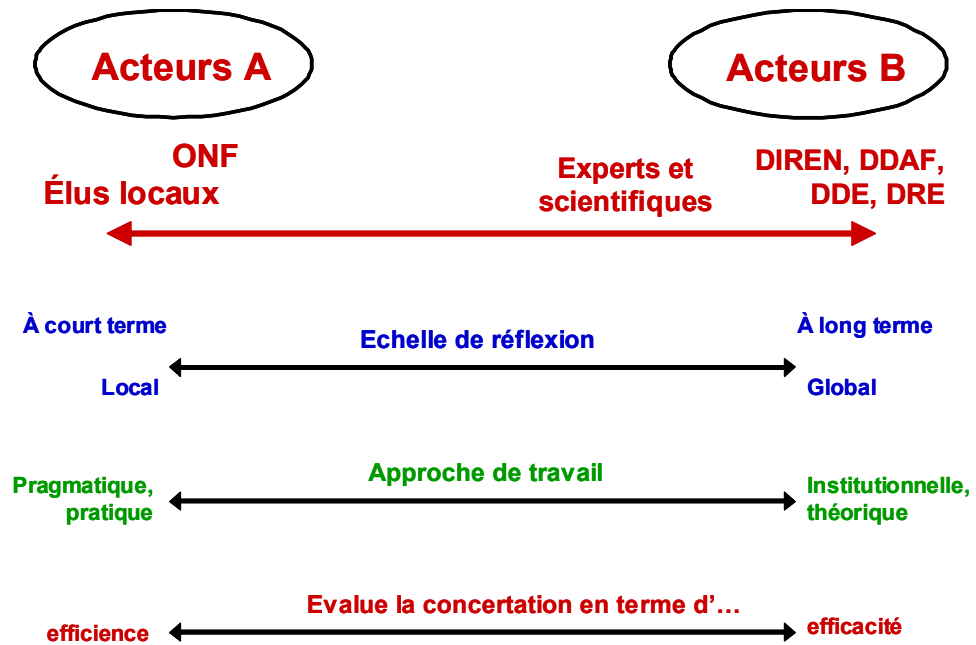 Acteurs A
Acteurs B
ONF
Élus locaux
Experts et
scientifiques
DIREN, DDAF,
DDE, DRE
À court terme
Local
Echelle de réflexion
À long terme
Global
Pragmatique,
pratique
Approche de travail
Institutionnelle,
théorique
efficience
Evalue la concertation en terme d’…
efficacité